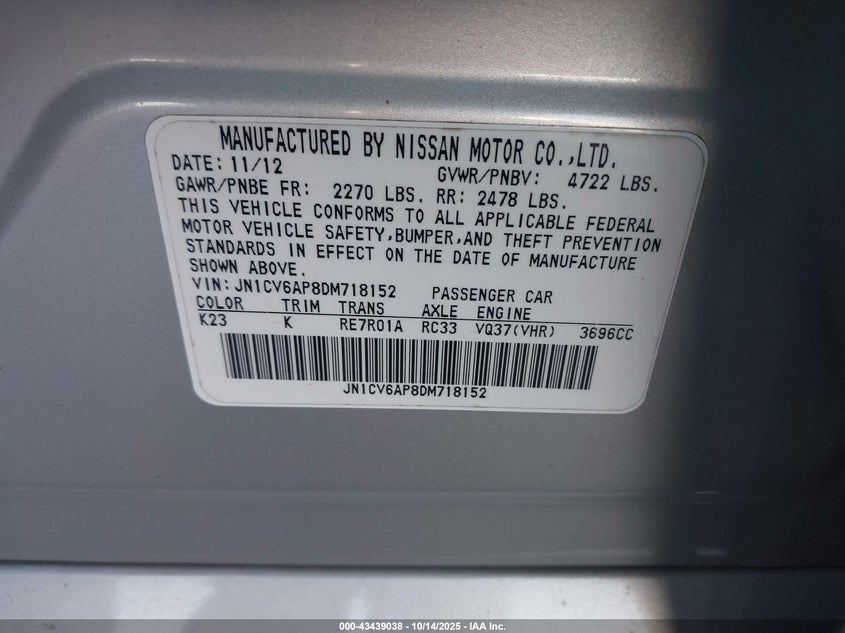 MANUFACTURED BY NISSAN MOTOR CO.,LTD.
DATE: 11/12 GVWR/PNBV: 4722 LBS.
GAWR/PNBE FR: 2270 LBS. RR: 2478 LBS.
THIS VEHICLE CONFORMS TO ALL APPLICABLE FEDERAL
MOTOR VEHICLE SAFETY,BUMPER,AND THEFT PREVENTION
STANDARDS IN EFFECT ON THE DATE OF MANUFACTURE
SHOWN ABOVE.
VIN:JN1CV6AP8DM718152 PASSENGER CAR
COLOR TRIM TRANS AXLE ENGINE
K23 K RE7R01A RC33 VQ37(VHR) 3696CC
JN1CV6AP8DM718152
000-43439038 - 10/14/2025 - IAA Inc.